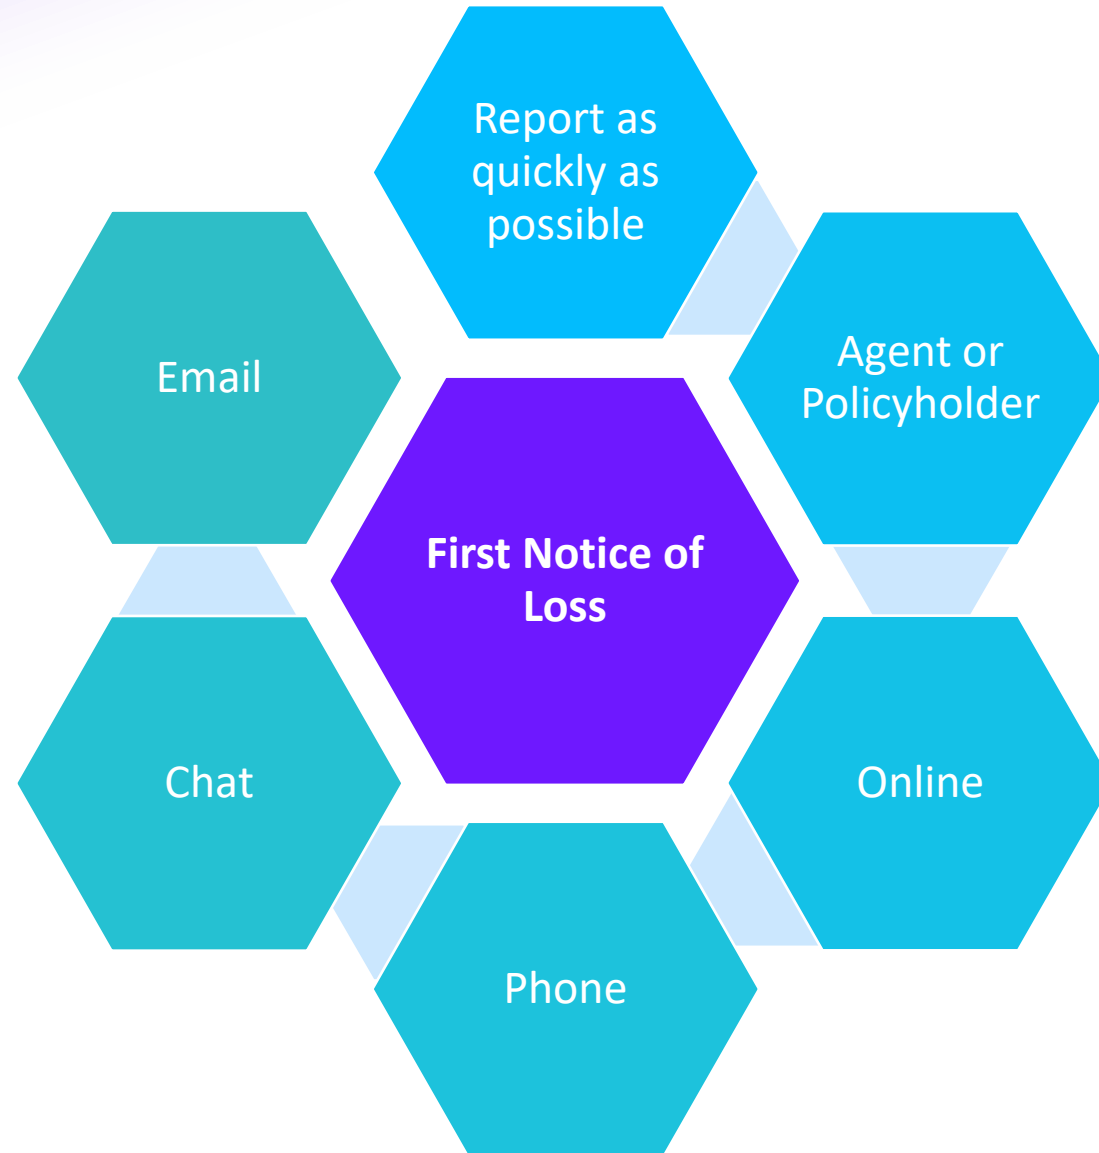 Report as
quickly as
possible
Agent or
Policyholder
Online
Phone
Chat
Email
First Notice of
Loss